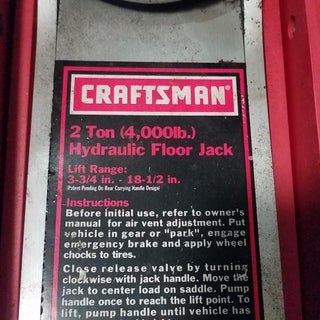 CRAFTSMAN
2 Ton (4,000lb.)
Hydraulic Floor Jack
Lift Range:
3-3/4 in. - 18-1/2 in.
Patent Pending On Rear Carrying Handle Design
Instructions
Before initial use, refer to owner's
manual for air vent adjustment. Put
vehicle in gear or "park", engage
emergency brake and apply wheel
chocks to tires.
Close release valve by turning
clockwise with jack handle. Move the
jack to center load on saddle. Pump
handle once to reach the lift point. To
lift, pump handle until vehicle has